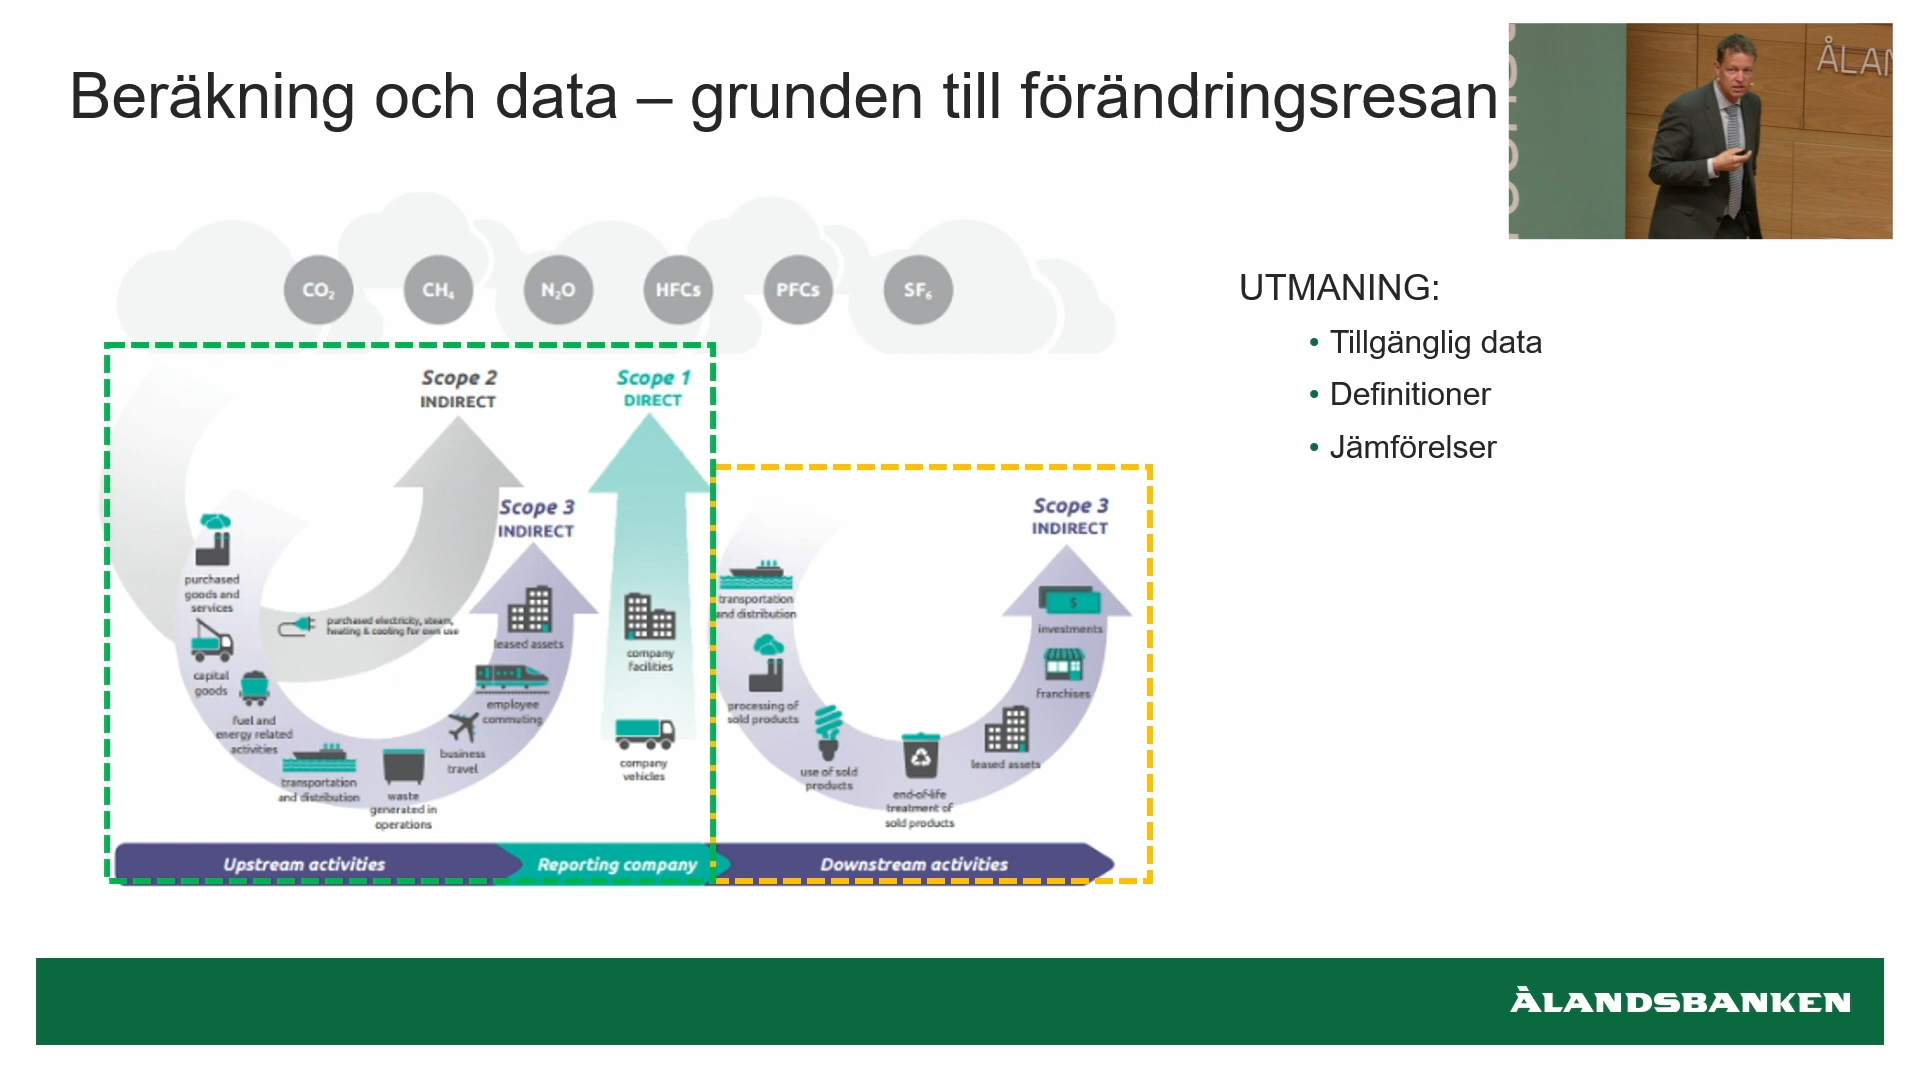 Beräkning och data – grunden till förändringsresan
ÅLAN
CO₂
CH₄
N₂O
HFCs
PFCs
SF₆
UTMANING:
• Tillgänglig data
• Definitioner
• Jämförelser
Scope 2
INDIRECT
Scope 1
DIRECT
Scope 3
INDIRECT
Scope 3
INDIRECT
purchased
goods and
services
purchased electricity, steam,
heating & cooling for own use
capital
goods
fuel and
energy related
activities
transportation
and distribution
waste
generated in
operations
business
travel
employee
commuting
leased assets
company
facilities
company
vehicles
transportation
and distribution
processing of
sold products
use of sold
products
end-of-life
treatment of
sold products
leased assets
franchises
investments
$
Upstream activities
Reporting company
Downstream activities
ÅLANDSBANKEN